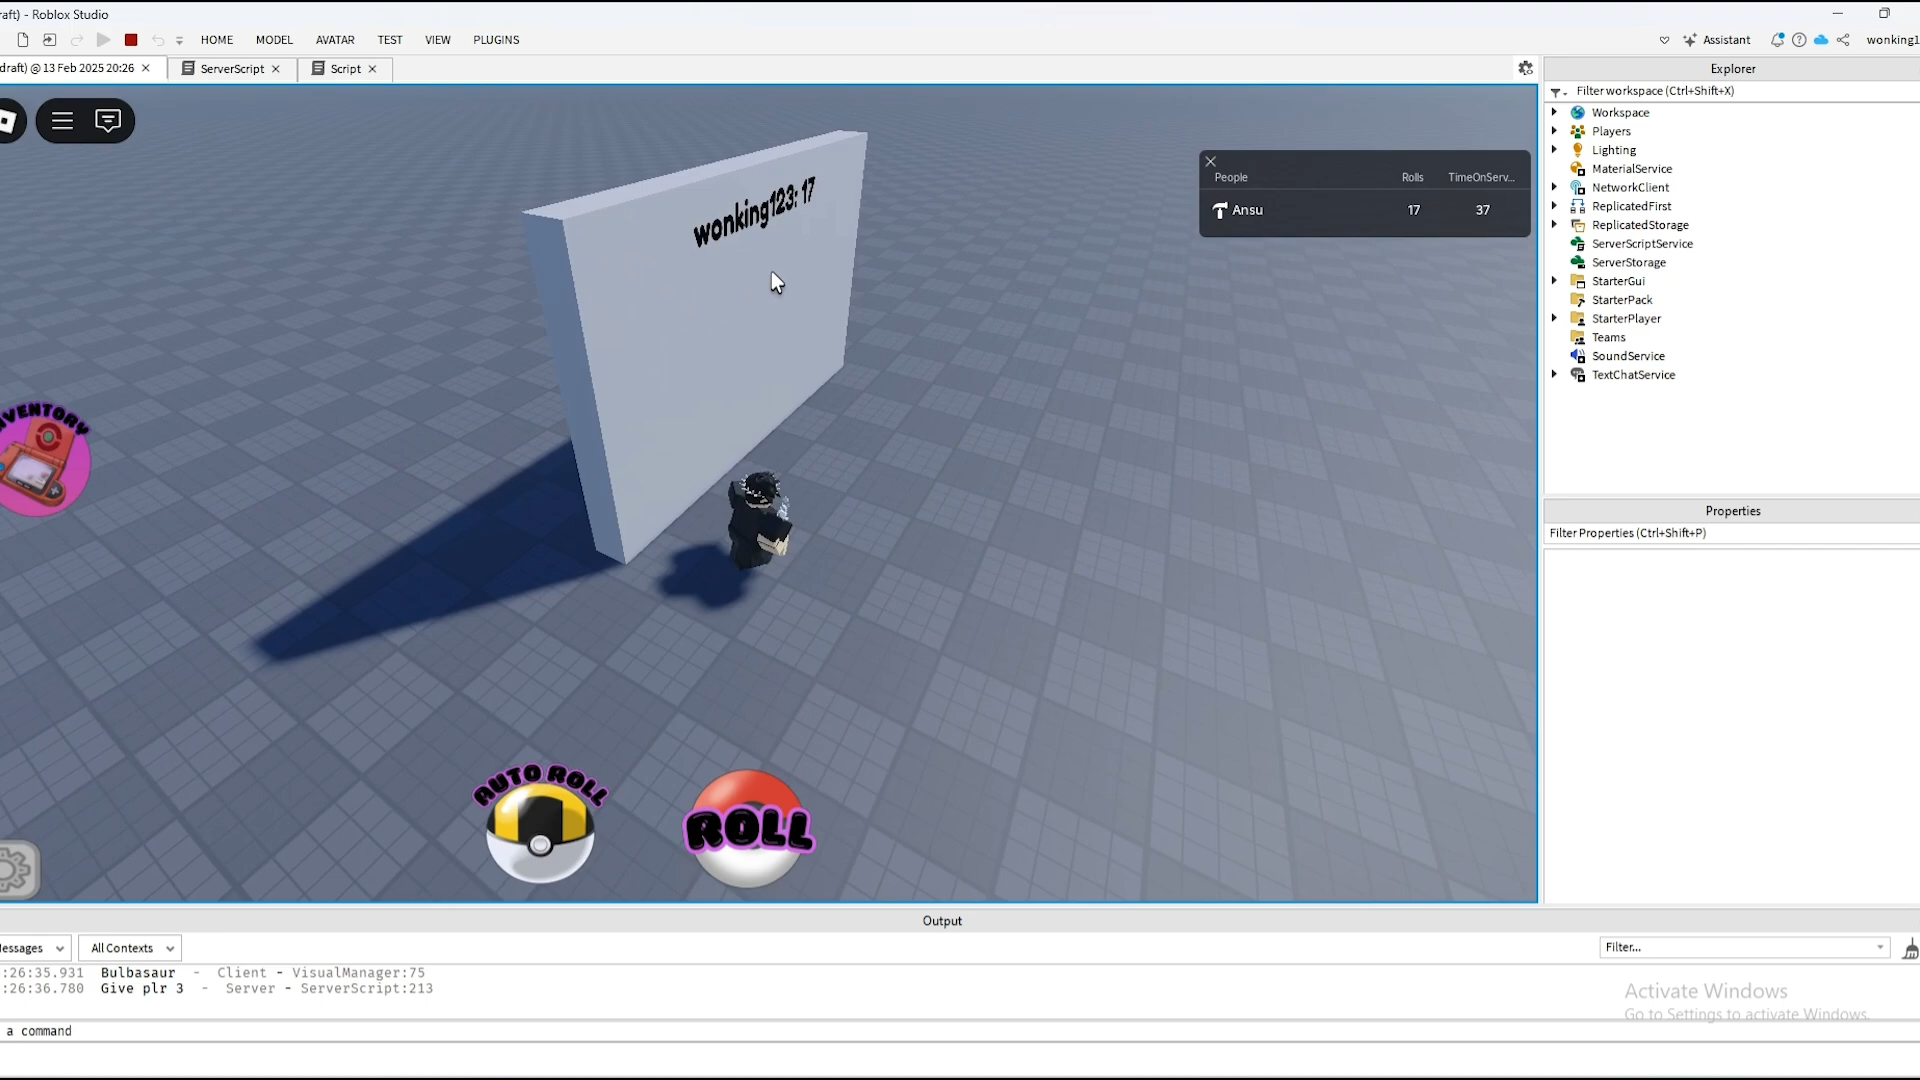 raft) - Roblox Studio
HOME MODEL AVATAR TEST VIEW PLUGINS
Assistant
wonking1
draft) @ 13 Feb 2025 20:26
ServerScript
Script
Explorer
Filter workspace (Ctrl+Shift+X)
Workspace
Players
Lighting
MaterialService
NetworkClient
ReplicatedFirst
ReplicatedStorage
ServerScriptService
ServerStorage
StarterGui
StarterPack
StarterPlayer
Teams
SoundService
TextChatService
Properties
Filter Properties (Ctrl+Shift+P)
wonking123: 17
People Rolls TimeOnServ...
Ansu 17 37
VENTORY
AUTO ROLL
ROLL
Output
lessages
All Contexts
Filter...
:26:35.931 Bulbasaur - Client - VisualManager:75
:26:36.780 Give plr 3 - Server - ServerScript:213
a command
Activate Windows
Go to Settings to activate Windows.